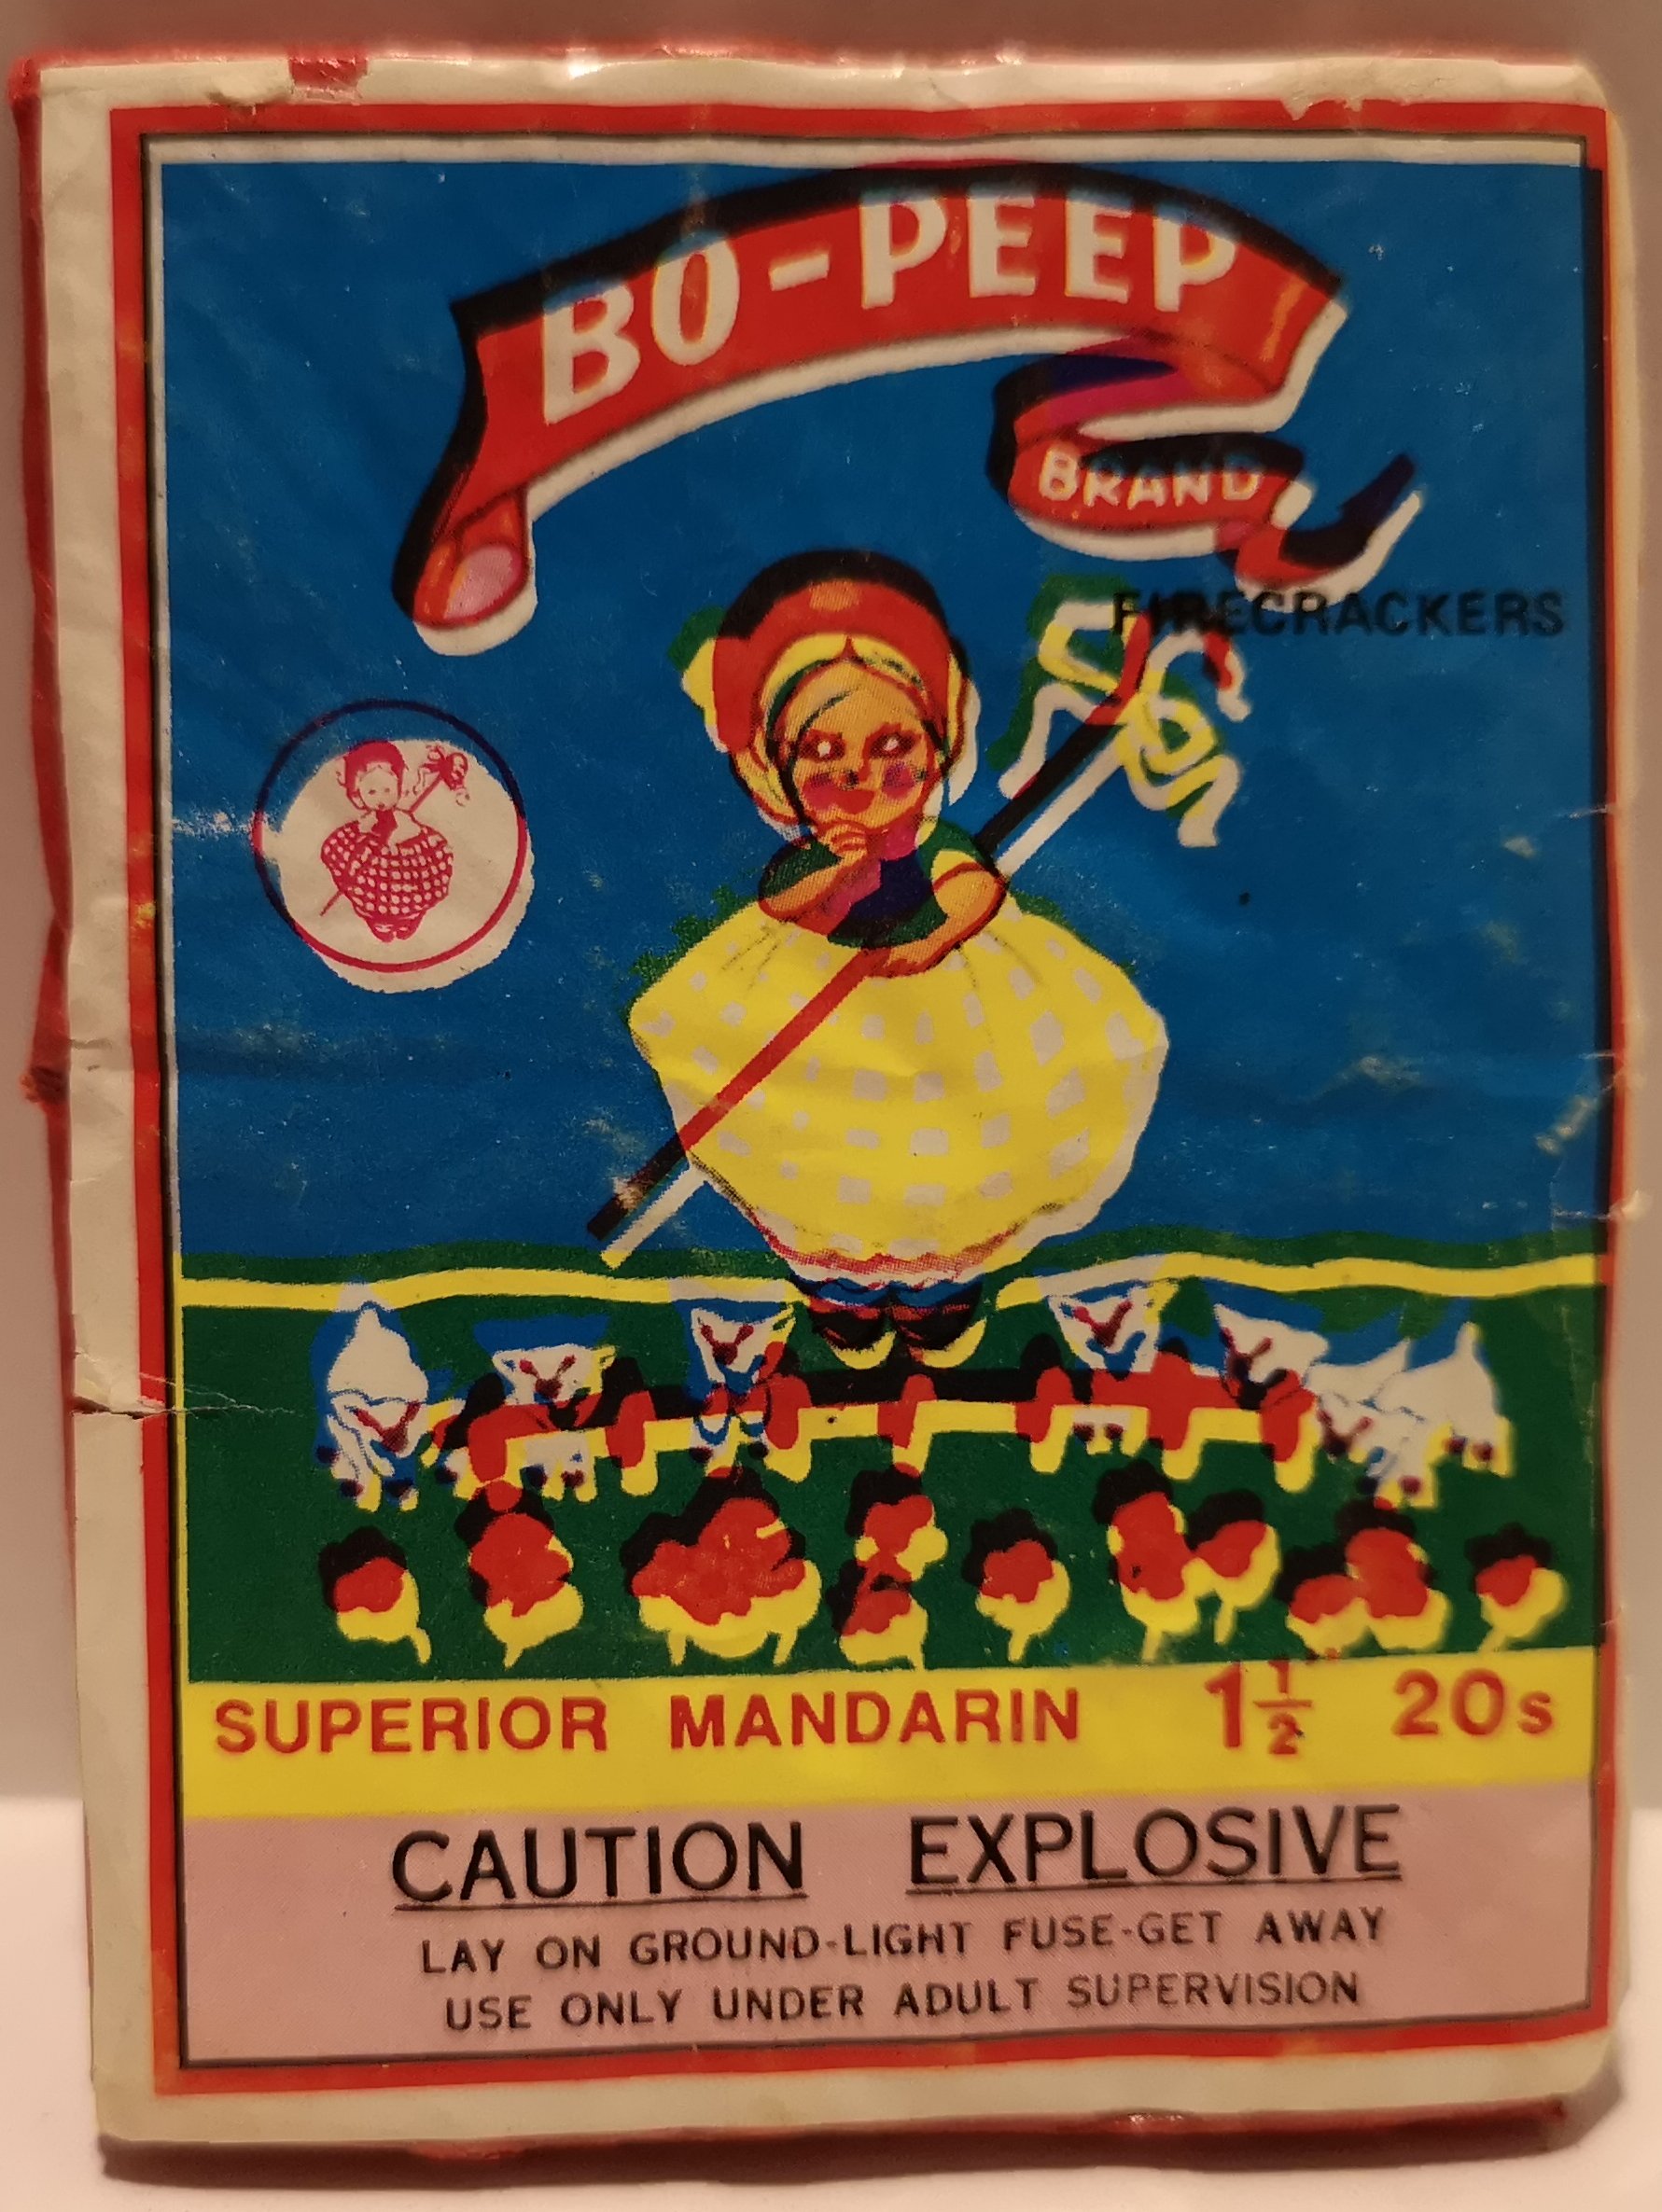 BO-PEEP
BRAND
FIRECRACKERS
SUPERIOR MANDARIN 1½ 20s
CAUTION EXPLOSIVE
LAY ON GROUND-LIGHT FUSE-GET AWAY
USE ONLY UNDER ADULT SUPERVISION